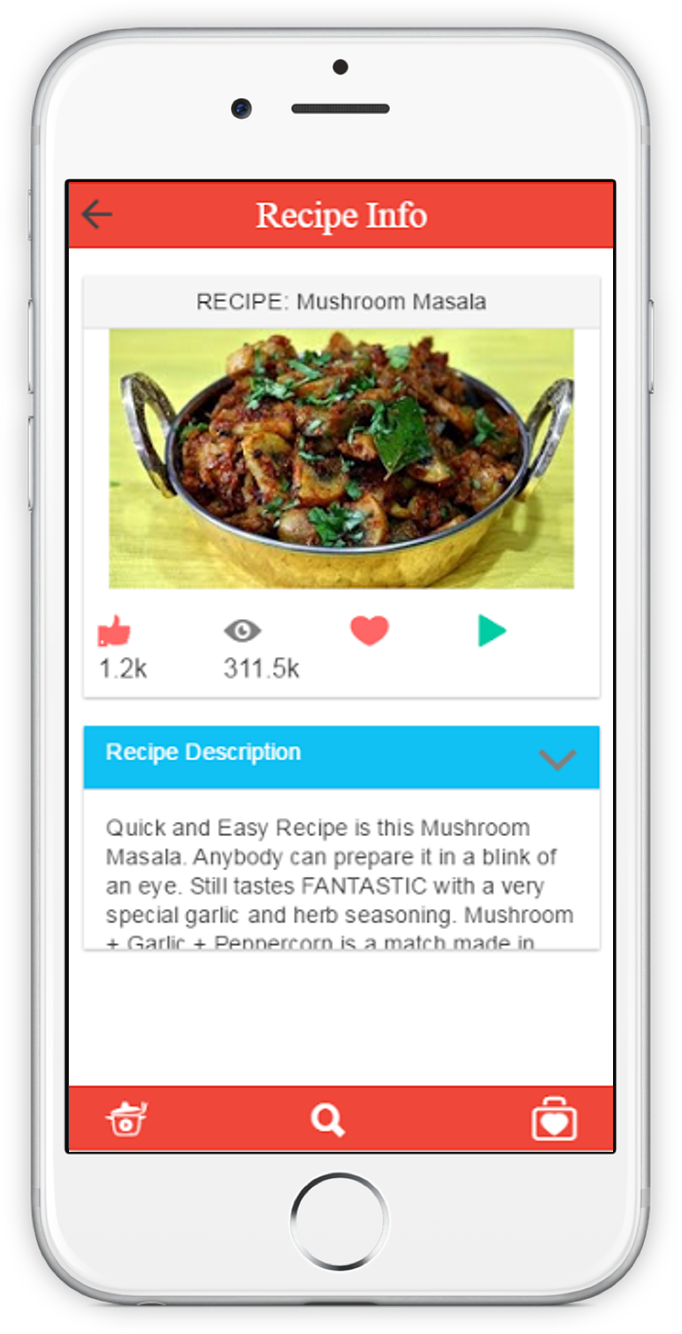 Recipe Info
RECIPE: Mushroom Masala
1.2k
311.5k
Recipe Description
Quick and Easy Recipe is this Mushroom
Masala. Anybody can prepare it in a blink of
an eye. Still tastes FANTASTIC with a very
special garlic and herb seasoning. Mushroom
+ Garlic + Peppercorn is a match made in